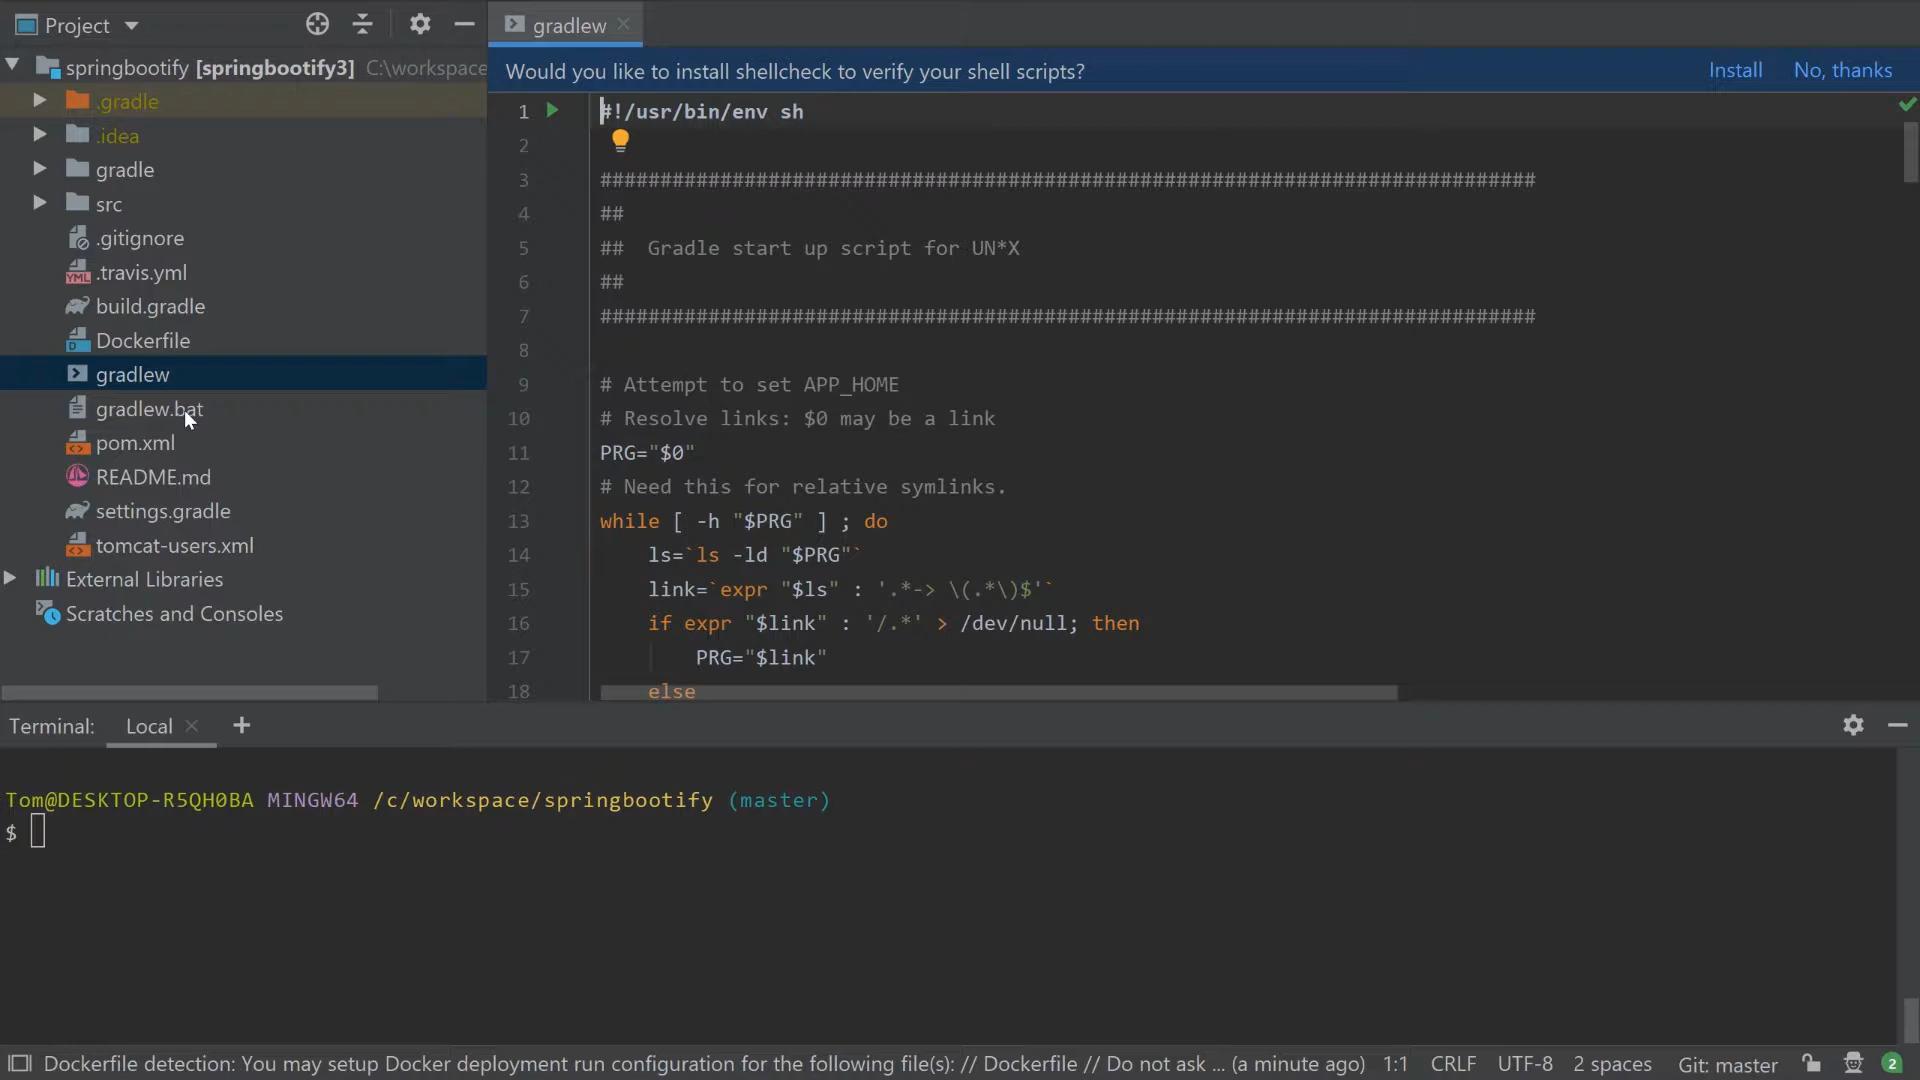 Project
springbootify [springbootify3] C:\workspace
.gradle
.idea
gradle
src
.gitignore
.travis.yml
build.gradle
Dockerfile
gradlew
gradlew.bat
pom.xml
README.md
settings.gradle
tomcat-users.xml
External Libraries
Scratches and Consoles
gradlew
Would you like to install shellcheck to verify your shell scripts? Install No, thanks
1 #!/usr/bin/env sh
2
3 ##############################################################################
4 ##
5 ##  Gradle start up script for UN*X
6 ##
7 ##############################################################################
8
9 # Attempt to set APP_HOME
10 # Resolve links: $0 may be a link
11 PRG="$0"
12 # Need this for relative symlinks.
13 while [ -h "$PRG" ] ; do
14     ls=`ls -ld "$PRG"`
15     link=`expr "$ls" : '.*-> \(.*\)$'`
16     if expr "$link" : '/.*' > /dev/null; then
17         PRG="$link"
18     else
Terminal: Local
Tom@DESKTOP-R5QH0BA MINGW64 /c/workspace/springbootify (master)
$
Dockerfile detection: You may setup Docker deployment run configuration for the following file(s): // Dockerfile // Do not ask ... (a minute ago) 1:1 CRLF UTF-8 2 spaces Git: master 2